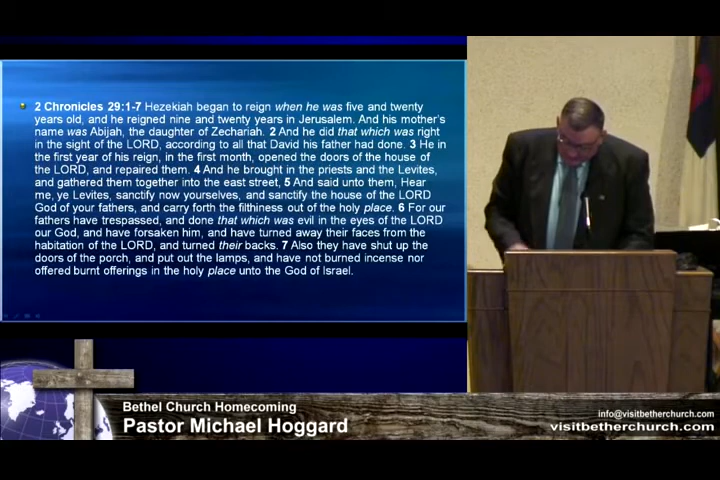 2 Chronicles 29:1-7 Hezekiah began to reign when he was five and twenty
years old, and he reigned nine and twenty years in Jerusalem. And his mother's
name was Abijah, the daughter of Zechariah. 2 And he did that which was right
in the sight of the LORD, according to all that David his father had done. 3 He in
the first year of his reign, in the first month, opened the doors of the house of
the LORD, and repaired them. 4 And he brought in the priests and the Levites,
and gathered them together into the east street, 5 And said unto them, Hear
me, ye Levites, sanctify now yourselves, and sanctify the house of the LORD
God of your fathers, and carry forth the filthiness out of the holy place. 6 For our
fathers have trespassed, and done that which was evil in the eyes of the LORD
our God, and have forsaken him, and have turned away their faces from the
habitation of the LORD, and turned their backs. 7 Also they have shut up the
doors of the porch, and put out the lamps, and have not burned incense nor
offered burnt offerings in the holy place unto the God of Israel.
Bethel Church Homecoming
Pastor Michael Hoggard
info@visitbetherchurch.com
visitbetherchurch.com